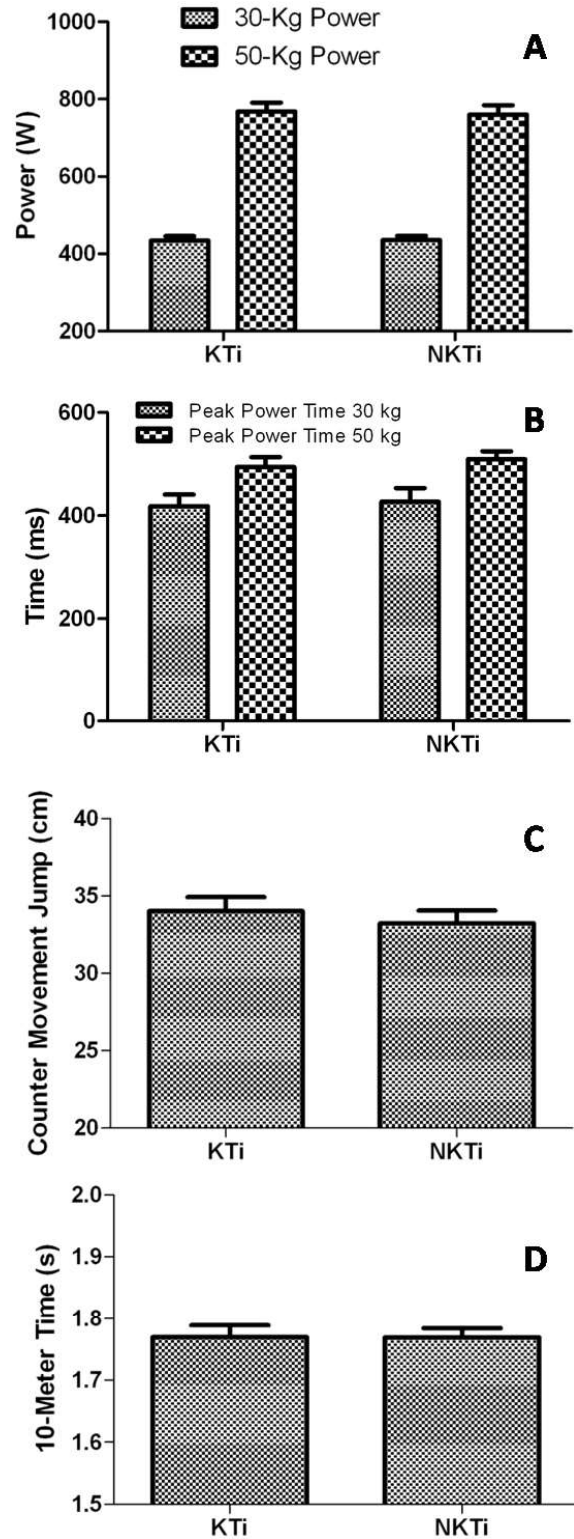 30-Kg Power
50-Kg Power
A
1000
800
600
400
200
Power (W)
KTi NKTi
Peak Power Time 30 kg
Peak Power Time 50 kg
B
600
400
200
0
Time (ms)
KTi NKTi
C
40
35
30
25
20
Counter Movement Jump (cm)
KTi NKTi
D
2.0
1.9
1.8
1.7
1.6
1.5
10-Meter Time (s)
KTi NKTi